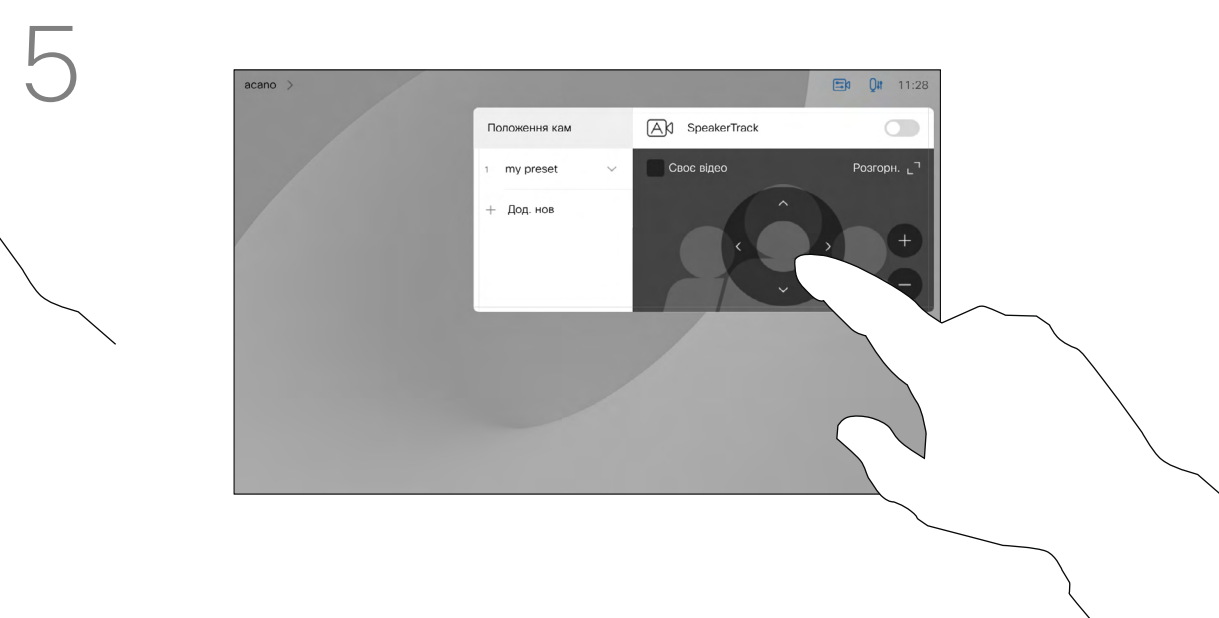 5
acano >
11:28
Положення кам
SpeakerTrack
1 my preset
Своє відео
Розгорн.
+ Дод. нов